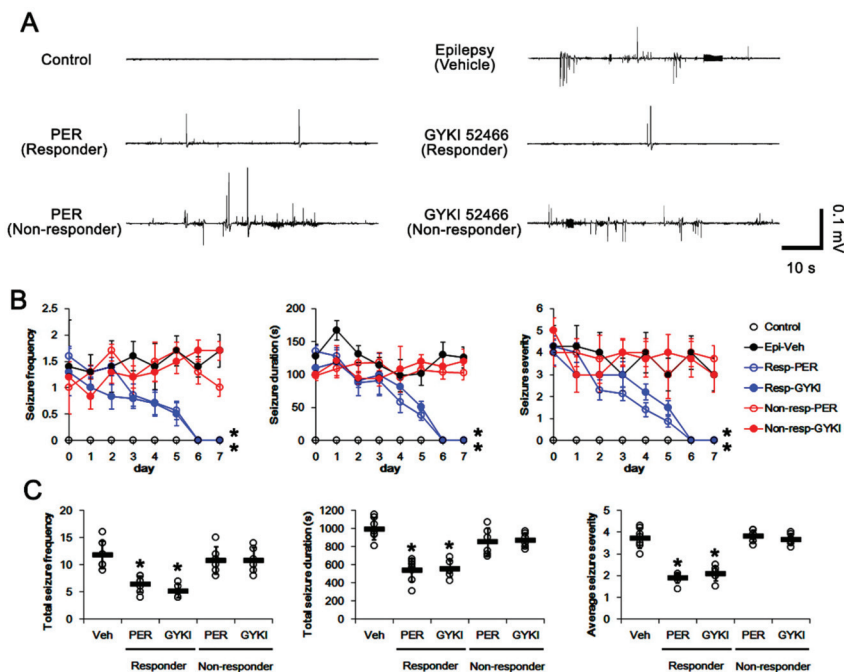 A
Control
Epilepsy
(Vehicle)
PER
(Responder)
GYKI 52466
(Responder)
PER
(Non-responder)
GYKI 52466
(Non-responder)
0.1 mV
10 s
B
Seizure frequency
2.5
2
1.5
1
0.5
0
0 1 2 3 4 5 6 7
day
*
*
Seizure duration (s)
200
150
100
50
0
0 1 2 3 4 5 6 7
day
*
*
Seizure severity
6
5
4
3
2
1
0
0 1 2 3 4 5 6 7
day
*
*
Control
Epi-Veh
Resp-PER
Resp-GYKI
Non-resp-PER
Non-resp-GYKI
C
Total seizure frequency
20
15
10
5
0
* *
Veh PER GYKI PER GYKI
Responder Non-responder
Total seizure duration (s)
1200
1000
800
600
400
200
0
* *
Veh PER GYKI PER GYKI
Responder Non-responder
Average seizure severity
5
4
3
2
1
0
* *
Veh PER GYKI PER GYKI
Responder Non-responder